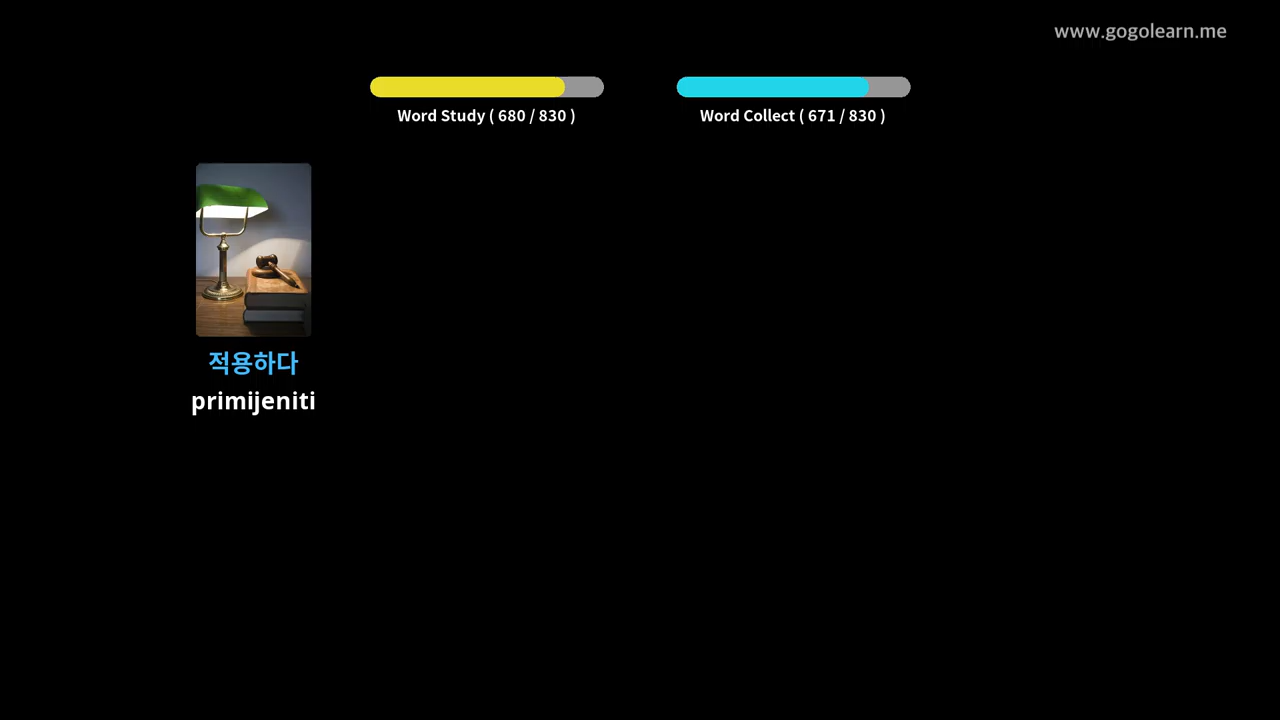 www.gogolearn.me
Word Study ( 680 / 830 )
Word Collect ( 671 / 830 )
적용하다
primijeniti